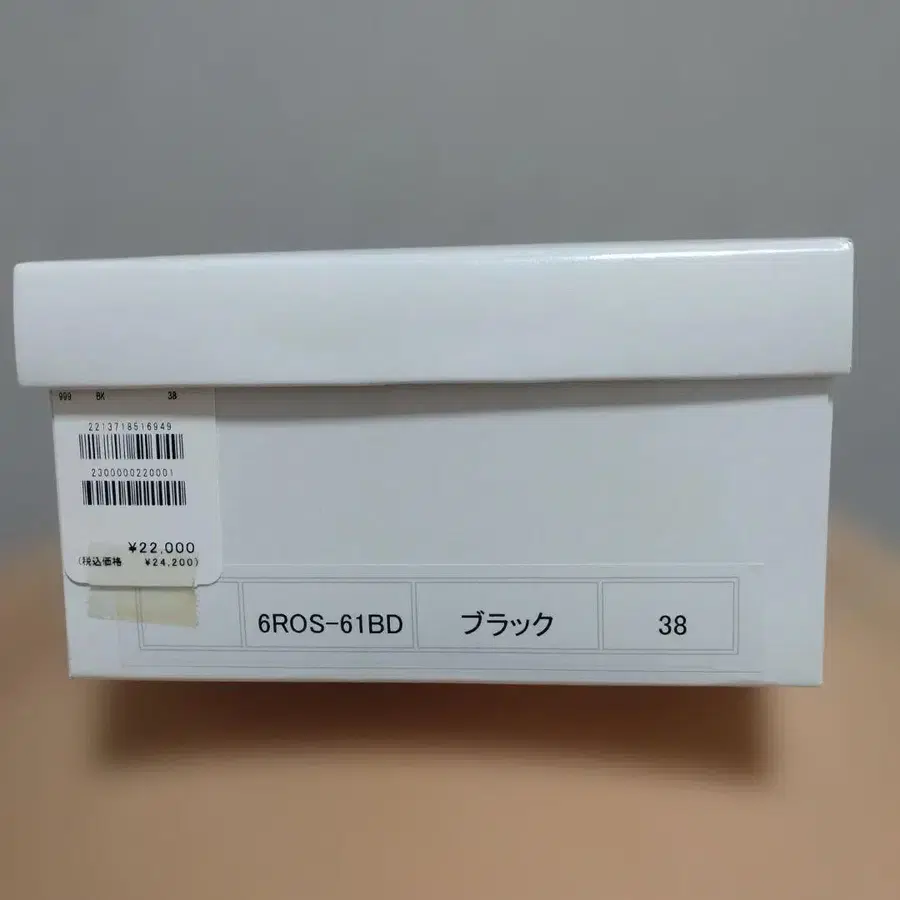 999 BK 38
2213718516949
2300000220001
¥22,000
(税込価格 ¥24,200)
6ROS-61BD ブラック 38